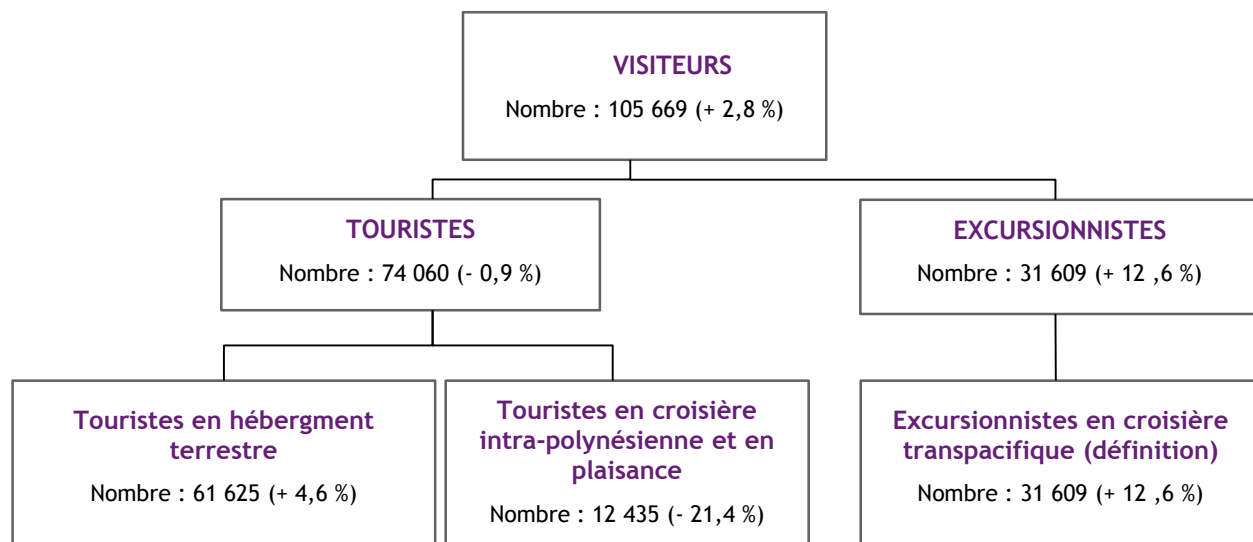 VISITEURS
Nombre : 105 669 (+ 2,8 %)
TOURISTES
Nombre : 74 060 (- 0,9 %)
EXCURSIONNISTES
Nombre : 31 609 (+ 12 ,6 %)
Touristes en hébergment
terrestre
Nombre : 61 625 (+ 4,6 %)
Touristes en croisière
intra-polynésienne et en
plaisance
Nombre : 12 435 (- 21,4 %)
Excursionnistes en croisière
transpacifique (définition)
Nombre : 31 609 (+ 12 ,6 %)